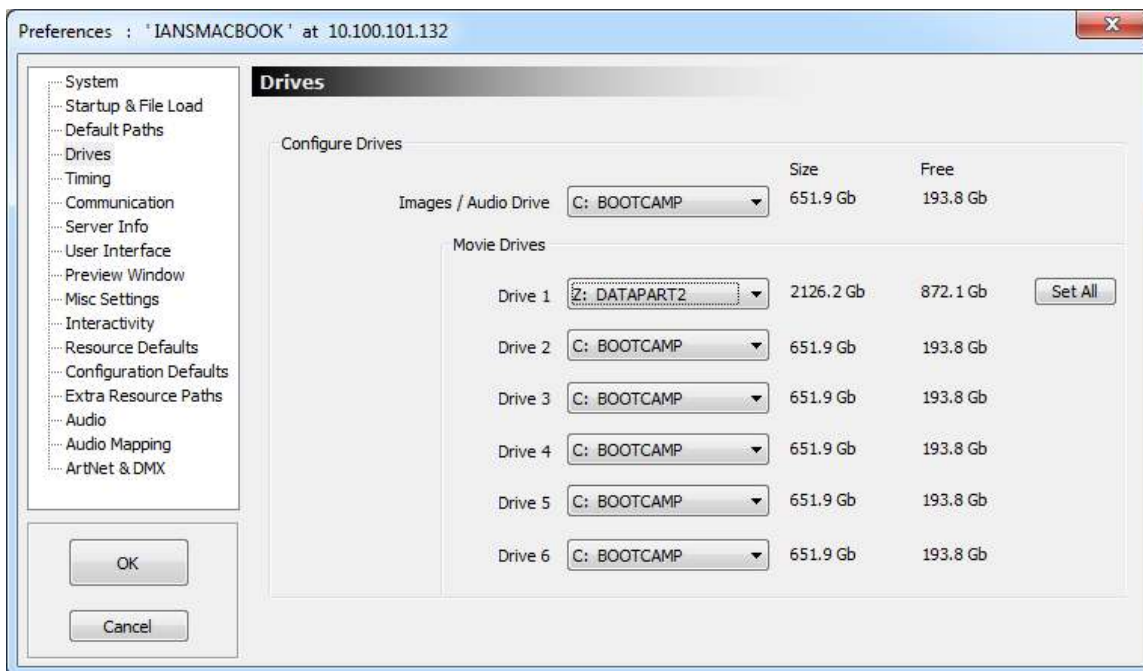 Preferences : 'IANSMACBOOK' at 10.100.101.132
X
System
Startup & File Load
Default Paths
Drives
Timing
Communication
Server Info
User Interface
Preview Window
Misc Settings
Interactivity
Resource Defaults
Configuration Defaults
Extra Resource Paths
Audio
Audio Mapping
ArtNet & DMX
OK
Cancel
Drives
Configure Drives
Size Free
Images / Audio Drive C: BOOTCAMP 651.9 Gb 193.8 Gb
Movie Drives
Drive 1 Z: DATAPART2 2126.2 Gb 872.1 Gb Set All
Drive 2 C: BOOTCAMP 651.9 Gb 193.8 Gb
Drive 3 C: BOOTCAMP 651.9 Gb 193.8 Gb
Drive 4 C: BOOTCAMP 651.9 Gb 193.8 Gb
Drive 5 C: BOOTCAMP 651.9 Gb 193.8 Gb
Drive 6 C: BOOTCAMP 651.9 Gb 193.8 Gb